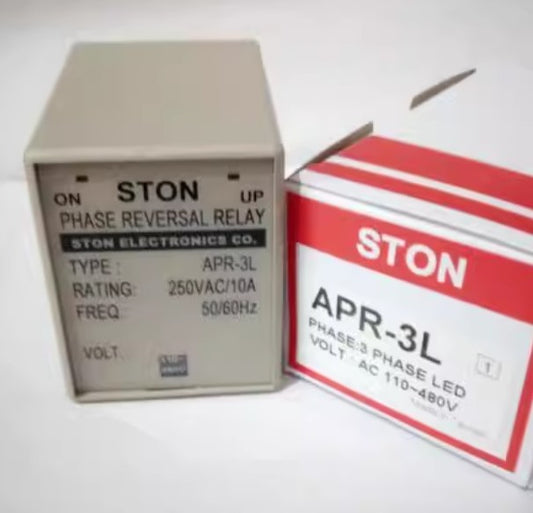 ON STON UP
PHASE REVERSAL RELAY
STON ELECTRONICS CO.
TYPE : APR-3L
RATING: 250VAC/10A
FREQ 50/60Hz
VOLT.
STON
APR-3L
PHASE:3 PHASE LED
VOLT : AC 110~480V
1